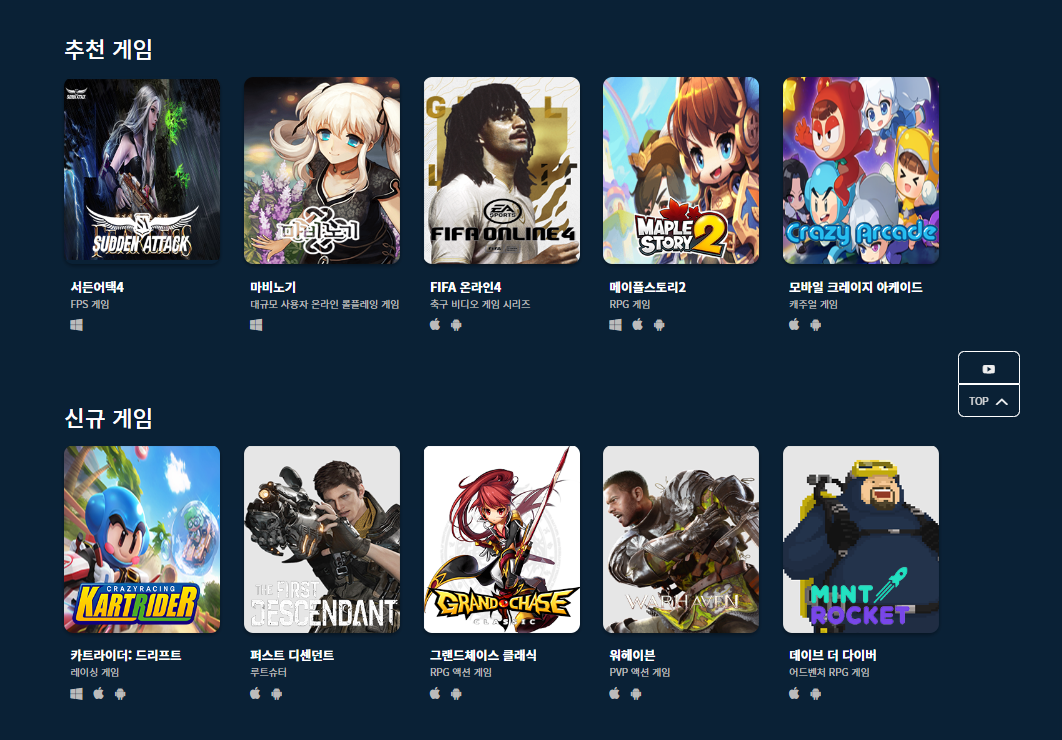 추천 게임
SUDDEN ATTACK
SA
SUDDEN ATTACK
마비노기
EA
SPORTS
FIFA ONLINE 4
MAPLE
STORY 2
Crazy Arcade
서든어택4
FPS 게임
마비노기
대규모 사용자 온라인 롤플레잉 게임
FIFA 온라인4
축구 비디오 게임 시리즈
메이플스토리2
RPG 게임
모바일 크레이지 아케이드
캐주얼 게임
TOP
신규 게임
CRAZYRACING
KARTRIDER
THE FIRST
DESCENDANT
GRAND CHASE
CLASSIC
WARHAVEN
MINT
ROCKET
카트라이더: 드리프트
레이싱 게임
퍼스트 디센던트
루트슈터
그랜드체이스 클래식
RPG 액션 게임
워헤이븐
PVP 액션 게임
데이브 더 다이버
어드벤처 RPG 게임